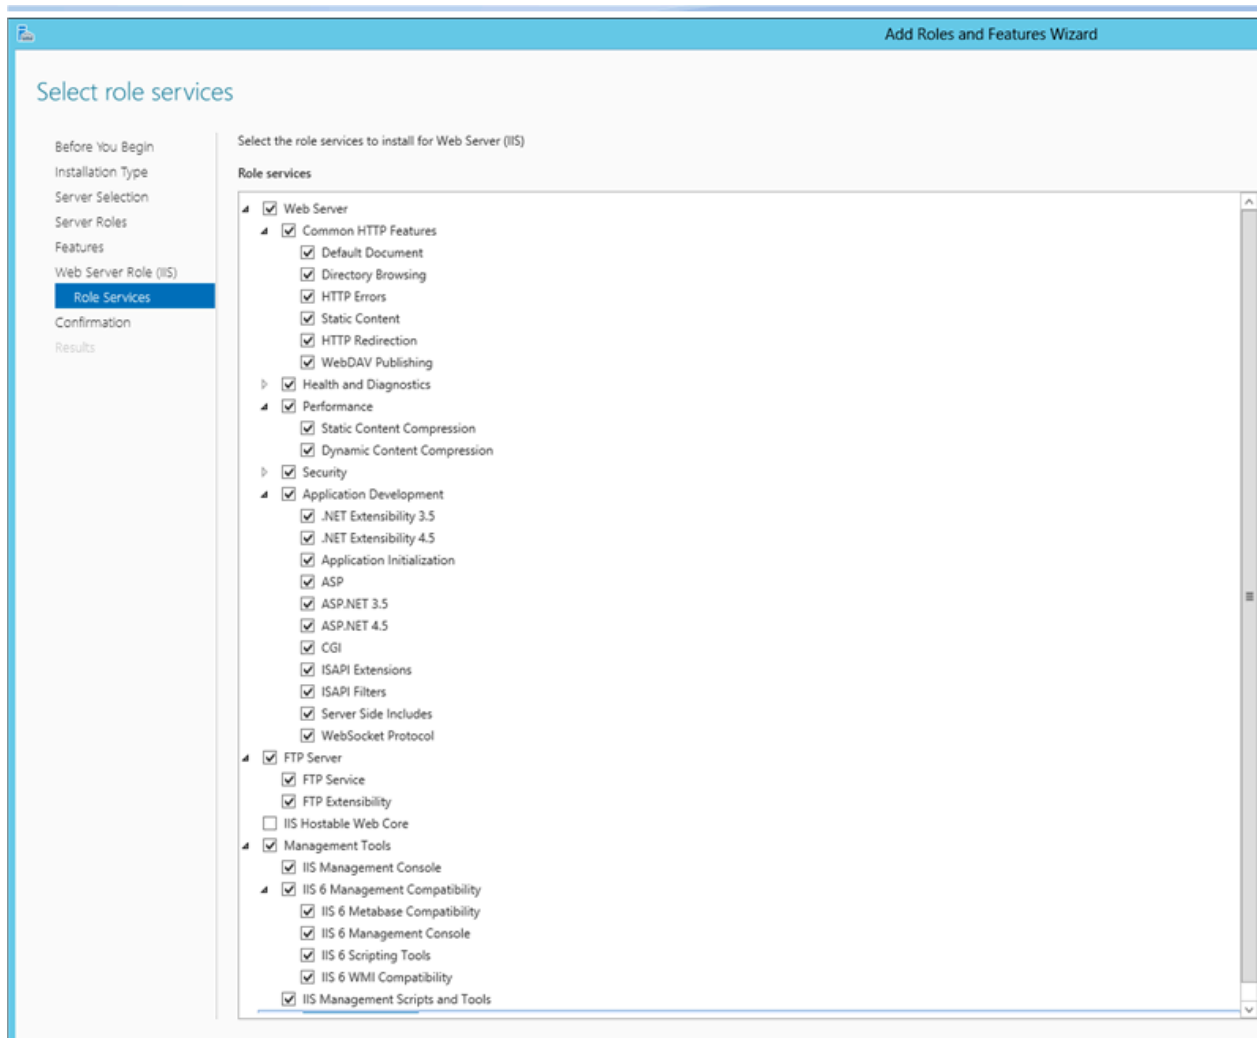 Add Roles and Features Wizard
Select role services
Before You Begin
Installation Type
Server Selection
Server Roles
Features
Web Server Role (IIS)
Role Services
Confirmation
Results
Select the role services to install for Web Server (IIS)
Role services
Web Server
Common HTTP Features
Default Document
Directory Browsing
HTTP Errors
Static Content
HTTP Redirection
WebDAV Publishing
Health and Diagnostics
Performance
Static Content Compression
Dynamic Content Compression
Security
Application Development
.NET Extensibility 3.5
.NET Extensibility 4.5
Application Initialization
ASP
ASP.NET 3.5
ASP.NET 4.5
CGI
ISAPI Extensions
ISAPI Filters
Server Side Includes
WebSocket Protocol
FTP Server
FTP Service
FTP Extensibility
IIS Hostable Web Core
Management Tools
IIS Management Console
IIS 6 Management Compatibility
IIS 6 Metabase Compatibility
IIS 6 Management Console
IIS 6 Scripting Tools
IIS 6 WMI Compatibility
IIS Management Scripts and Tools